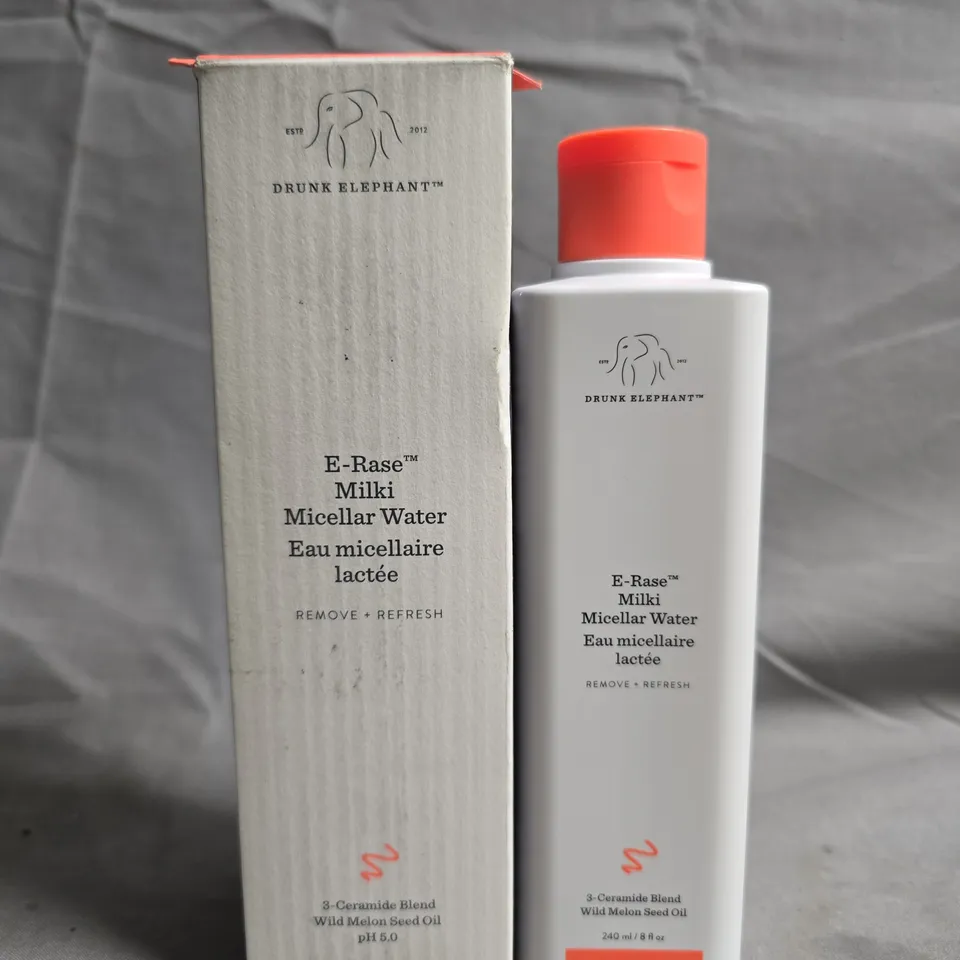 ESTD 2012
DRUNK ELEPHANT™
E-Rase™
Milki
Micellar Water
Eau micellaire
lactée
REMOVE + REFRESH
3-Ceramide Blend
Wild Melon Seed Oil
pH 5.0
ESTD 2012
DRUNK ELEPHANT™
E-Rase™
Milki
Micellar Water
Eau micellaire
lactée
REMOVE + REFRESH
3-Ceramide Blend
Wild Melon Seed Oil
240 ml / 8 fl oz